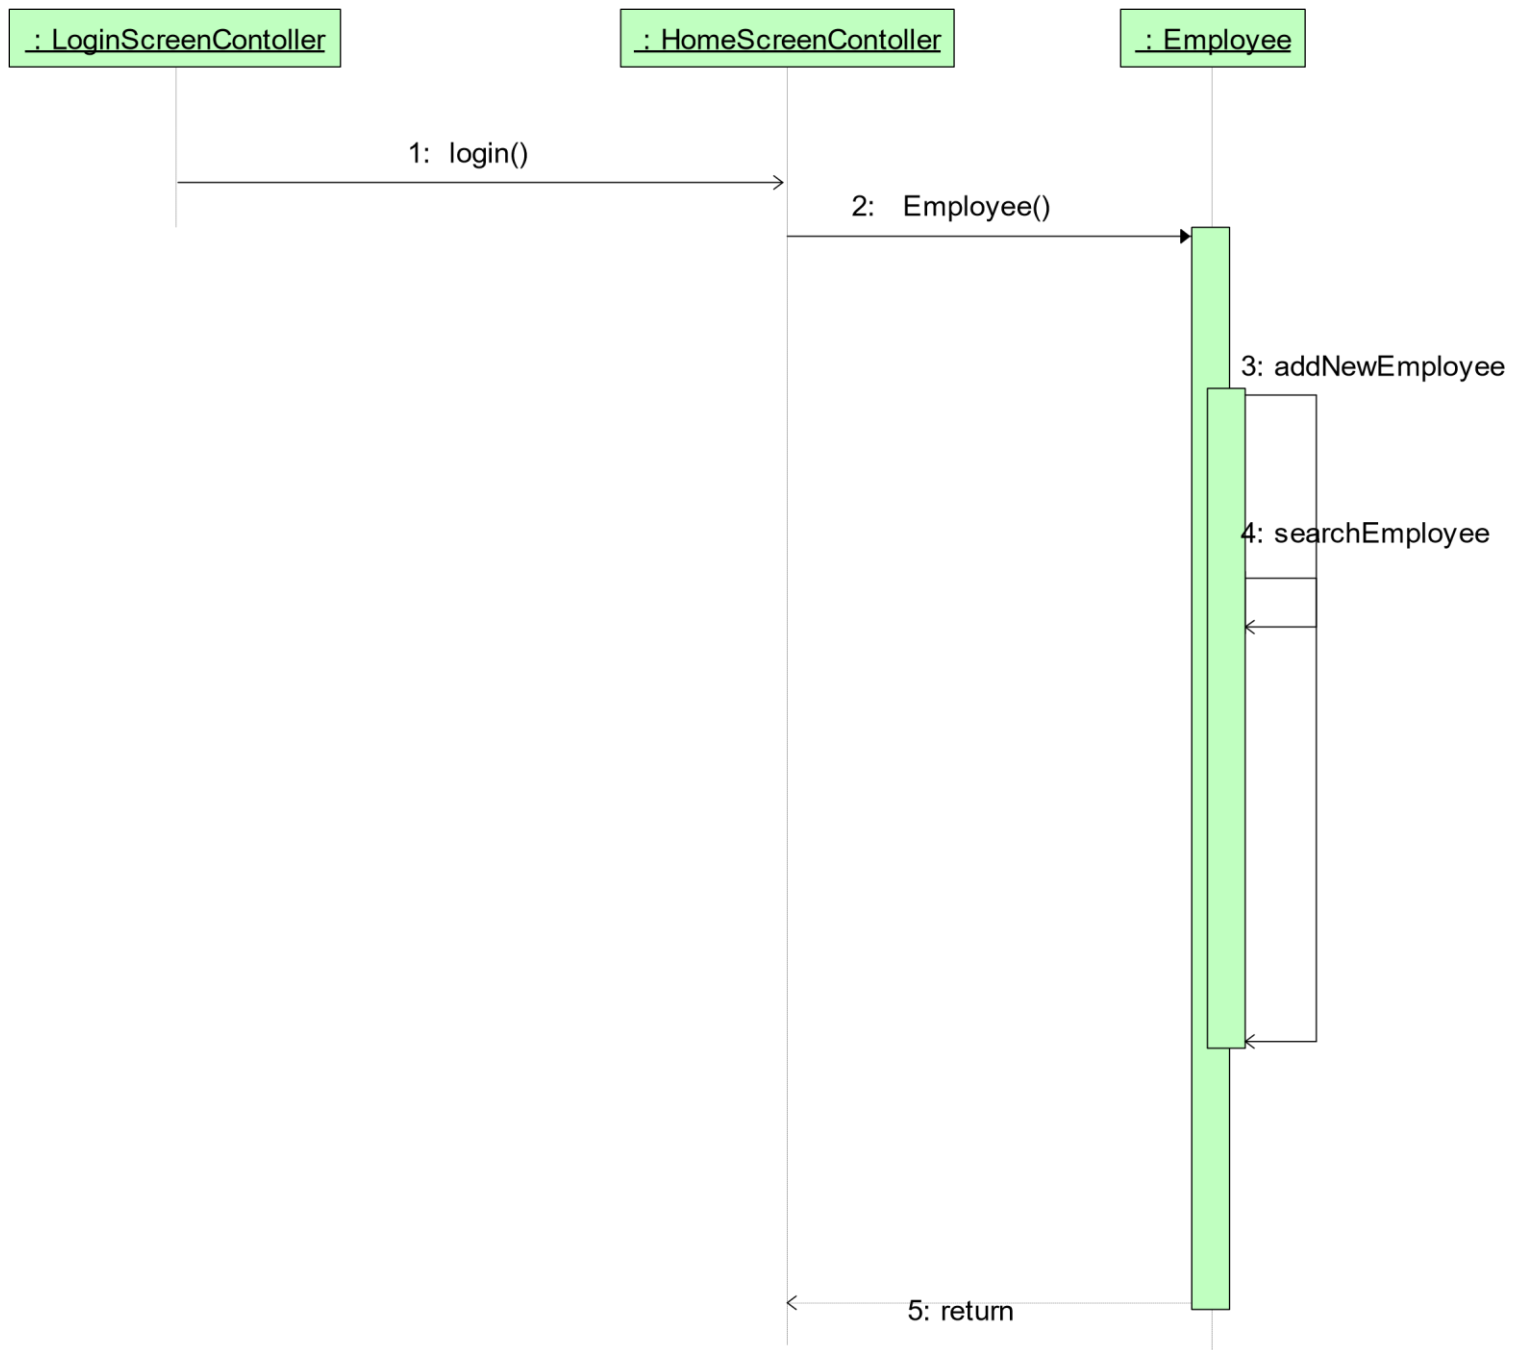 : LoginScreenContoller
: HomeScreenContoller
: Employee
1: login()
2: Employee()
3: addNewEmployee
4: searchEmployee
5: return